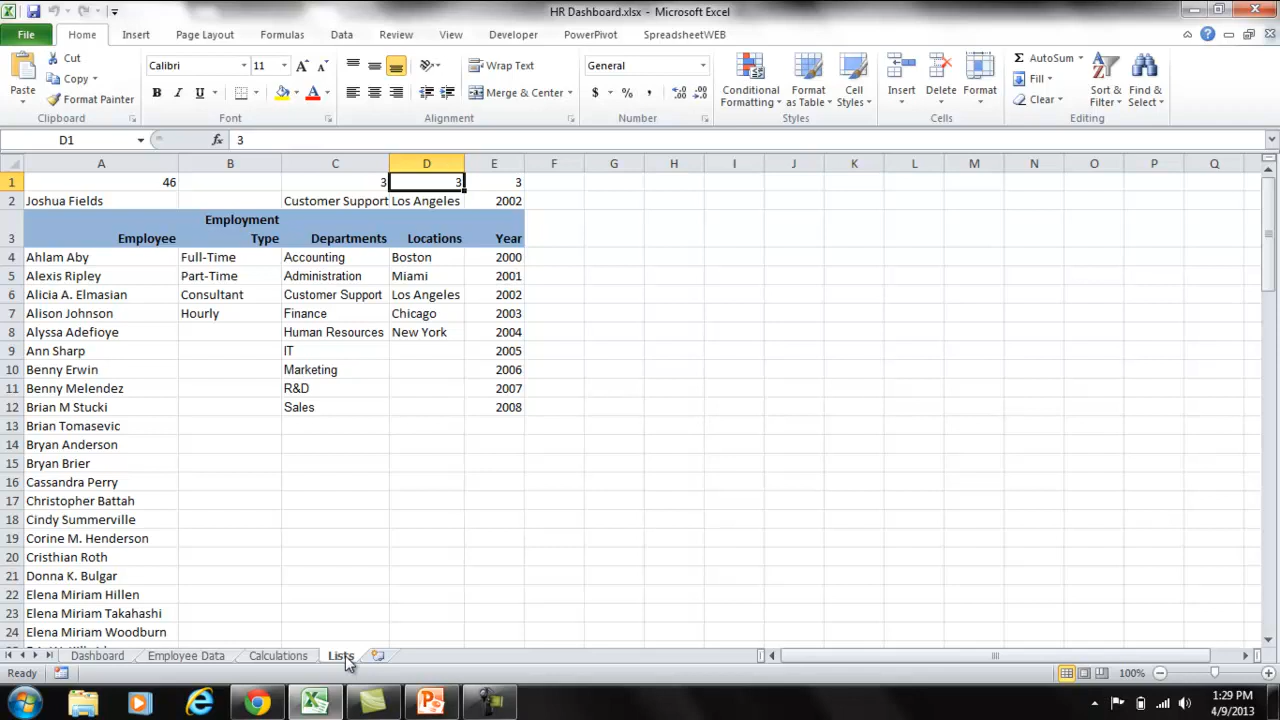 HR Dashboard.xlsx - Microsoft Excel
File Home Insert Page Layout Formulas Data Review View Developer PowerPivot SpreadsheetWEB
Paste Cut Copy Format Painter Clipboard
Calibri 11 B I U A A A Font
Wrap Text Merge & Center Alignment
General $ % , Number
Conditional Formatting Format as Table Cell Styles Styles
Insert Delete Format Cells
Σ AutoSum Fill Clear Sort & Filter Find & Select Editing
D1 fx 3
A B C D E F G H I J K L M N O P Q
1 46 3 3 3
2 Joshua Fields Customer Support Los Angeles 2002
3 Employee Employment Type Departments Locations Year
4 Ahlam Aby Full-Time Accounting Boston 2000
5 Alexis Ripley Part-Time Administration Miami 2001
6 Alicia A. Elmasian Consultant Customer Support Los Angeles 2002
7 Alison Johnson Hourly Finance Chicago 2003
8 Alyssa Adefioye Human Resources New York 2004
9 Ann Sharp IT 2005
10 Benny Erwin Marketing 2006
11 Benny Melendez R&D 2007
12 Brian M Stucki Sales 2008
13 Brian Tomasevic
14 Bryan Anderson
15 Bryan Brier
16 Cassandra Perry
17 Christopher Battah
18 Cindy Summerville
19 Corine M. Henderson
20 Cristhian Roth
21 Donna K. Bulgar
22 Elena Miriam Hillen
23 Elena Miriam Takahashi
24 Elena Miriam Woodburn
Dashboard Employee Data Calculations Lists
Ready 100%
1:29 PM
4/9/2013